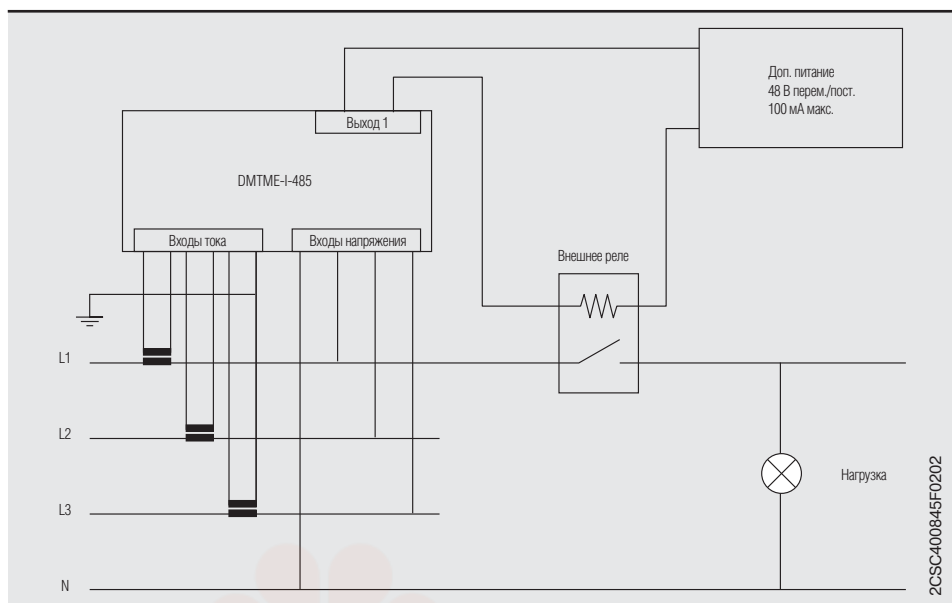 Доп. питание
48 В перем./пост.
100 мА макс.
Выход 1
DMTME-I-485
Входы тока
Входы напряжения
Внешнее реле
L1
L2
Нагрузка
L3
N
2CSC400845F0202